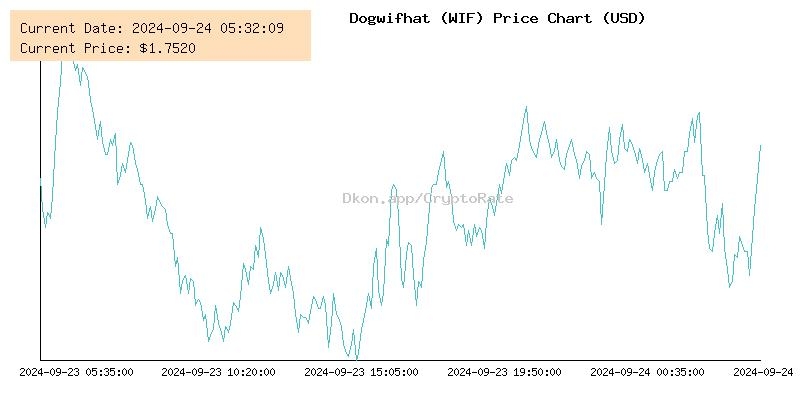 Dogwifhat (WIF) Price Chart (USD)
Current Date: 2024-09-24 05:32:09
Current Price: $1.7520
Dkon.app/CryptoRate
2024-09-23 05:35:00 2024-09-23 10:20:00 2024-09-23 15:05:00 2024-09-23 19:50:00 2024-09-24 00:35:00 2024-09-24